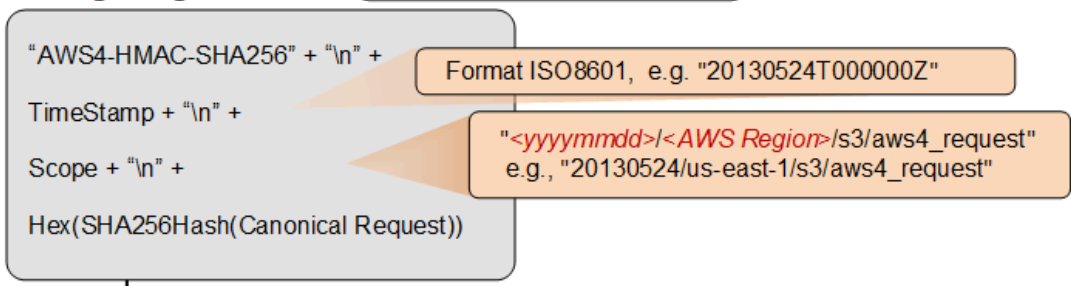 “AWS4-HMAC-SHA256” + “\n” +
Format ISO8601, e.g. "20130524T000000Z"
TimeStamp + “\n” +
"<yyyymmdd>/<AWS Region>/s3/aws4_request"
e.g., "20130524/us-east-1/s3/aws4_request"
Scope + “\n” +
Hex(SHA256Hash(Canonical Request))